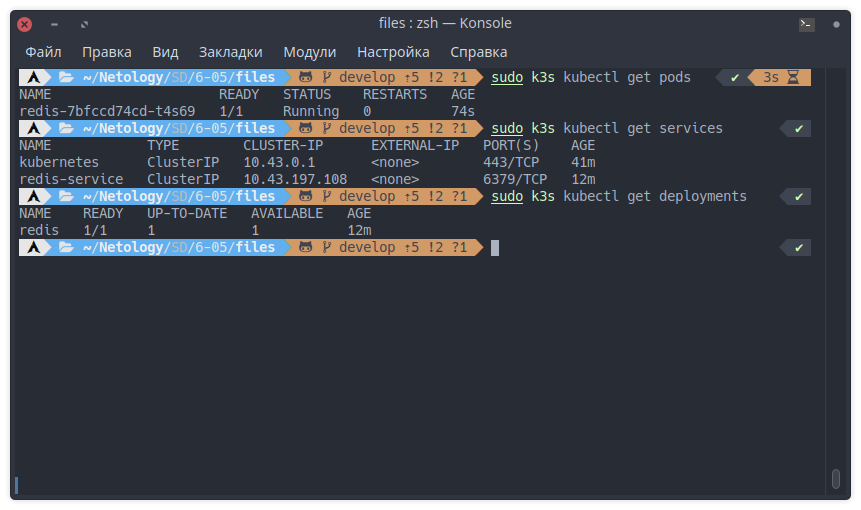 files : zsh — Konsole
Файл Правка Вид Закладки Модули Настройка Справка
~/Netology/SD/6-05/files develop ⇡5 !2 ?1 sudo k3s kubectl get pods ✔ 3s
NAME READY STATUS RESTARTS AGE
redis-7bfccd74cd-t4s69 1/1 Running 0 74s
~/Netology/SD/6-05/files develop ⇡5 !2 ?1 sudo k3s kubectl get services ✔
NAME TYPE CLUSTER-IP EXTERNAL-IP PORT(S) AGE
kubernetes ClusterIP 10.43.0.1 <none> 443/TCP 41m
redis-service ClusterIP 10.43.197.108 <none> 6379/TCP 12m
~/Netology/SD/6-05/files develop ⇡5 !2 ?1 sudo k3s kubectl get deployments ✔
NAME READY UP-TO-DATE AVAILABLE AGE
redis 1/1 1 1 12m
~/Netology/SD/6-05/files develop ⇡5 !2 ?1 ✔